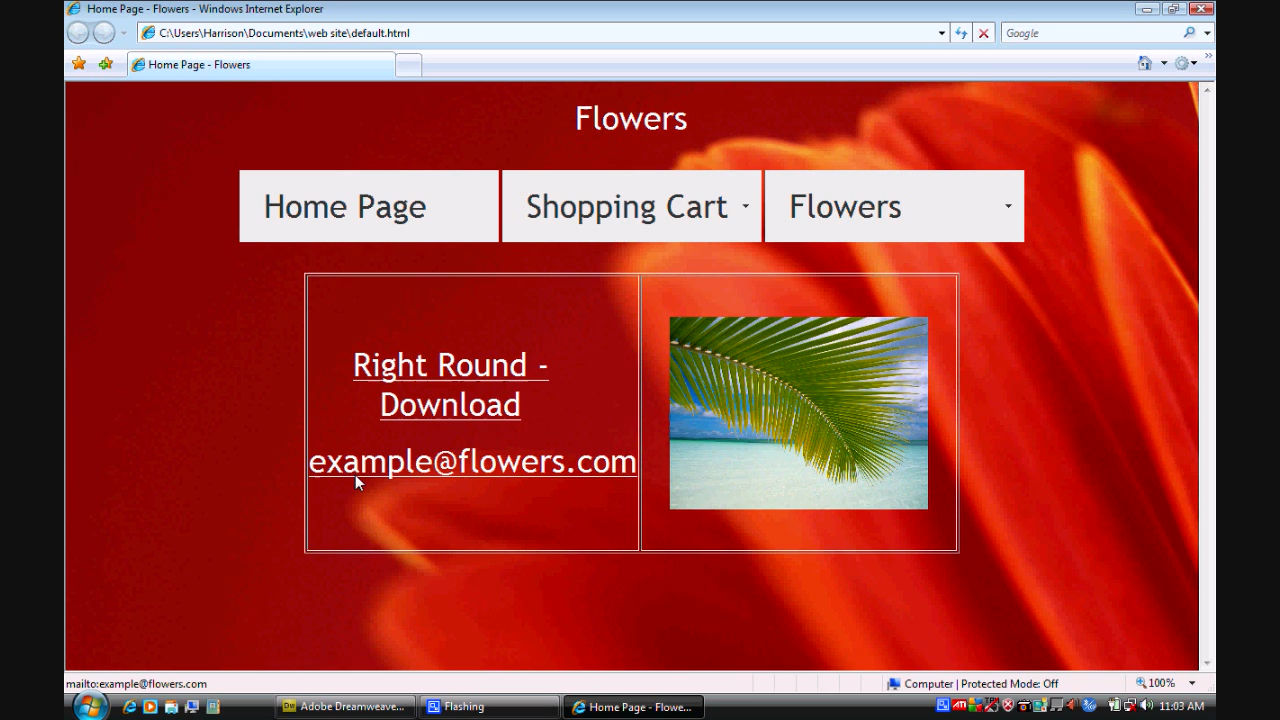 Home Page - Flowers - Windows Internet Explorer
C:\Users\Harrison\Documents\web site\default.html
Google
Home Page - Flowers
Flowers
Home Page
Shopping Cart
Flowers
Right Round -
Download
example@flowers.com
mailto:example@flowers.com
Computer | Protected Mode: Off
100%
Adobe Dreamweave...
Flashing
Home Page - Flowe...
11:03 AM